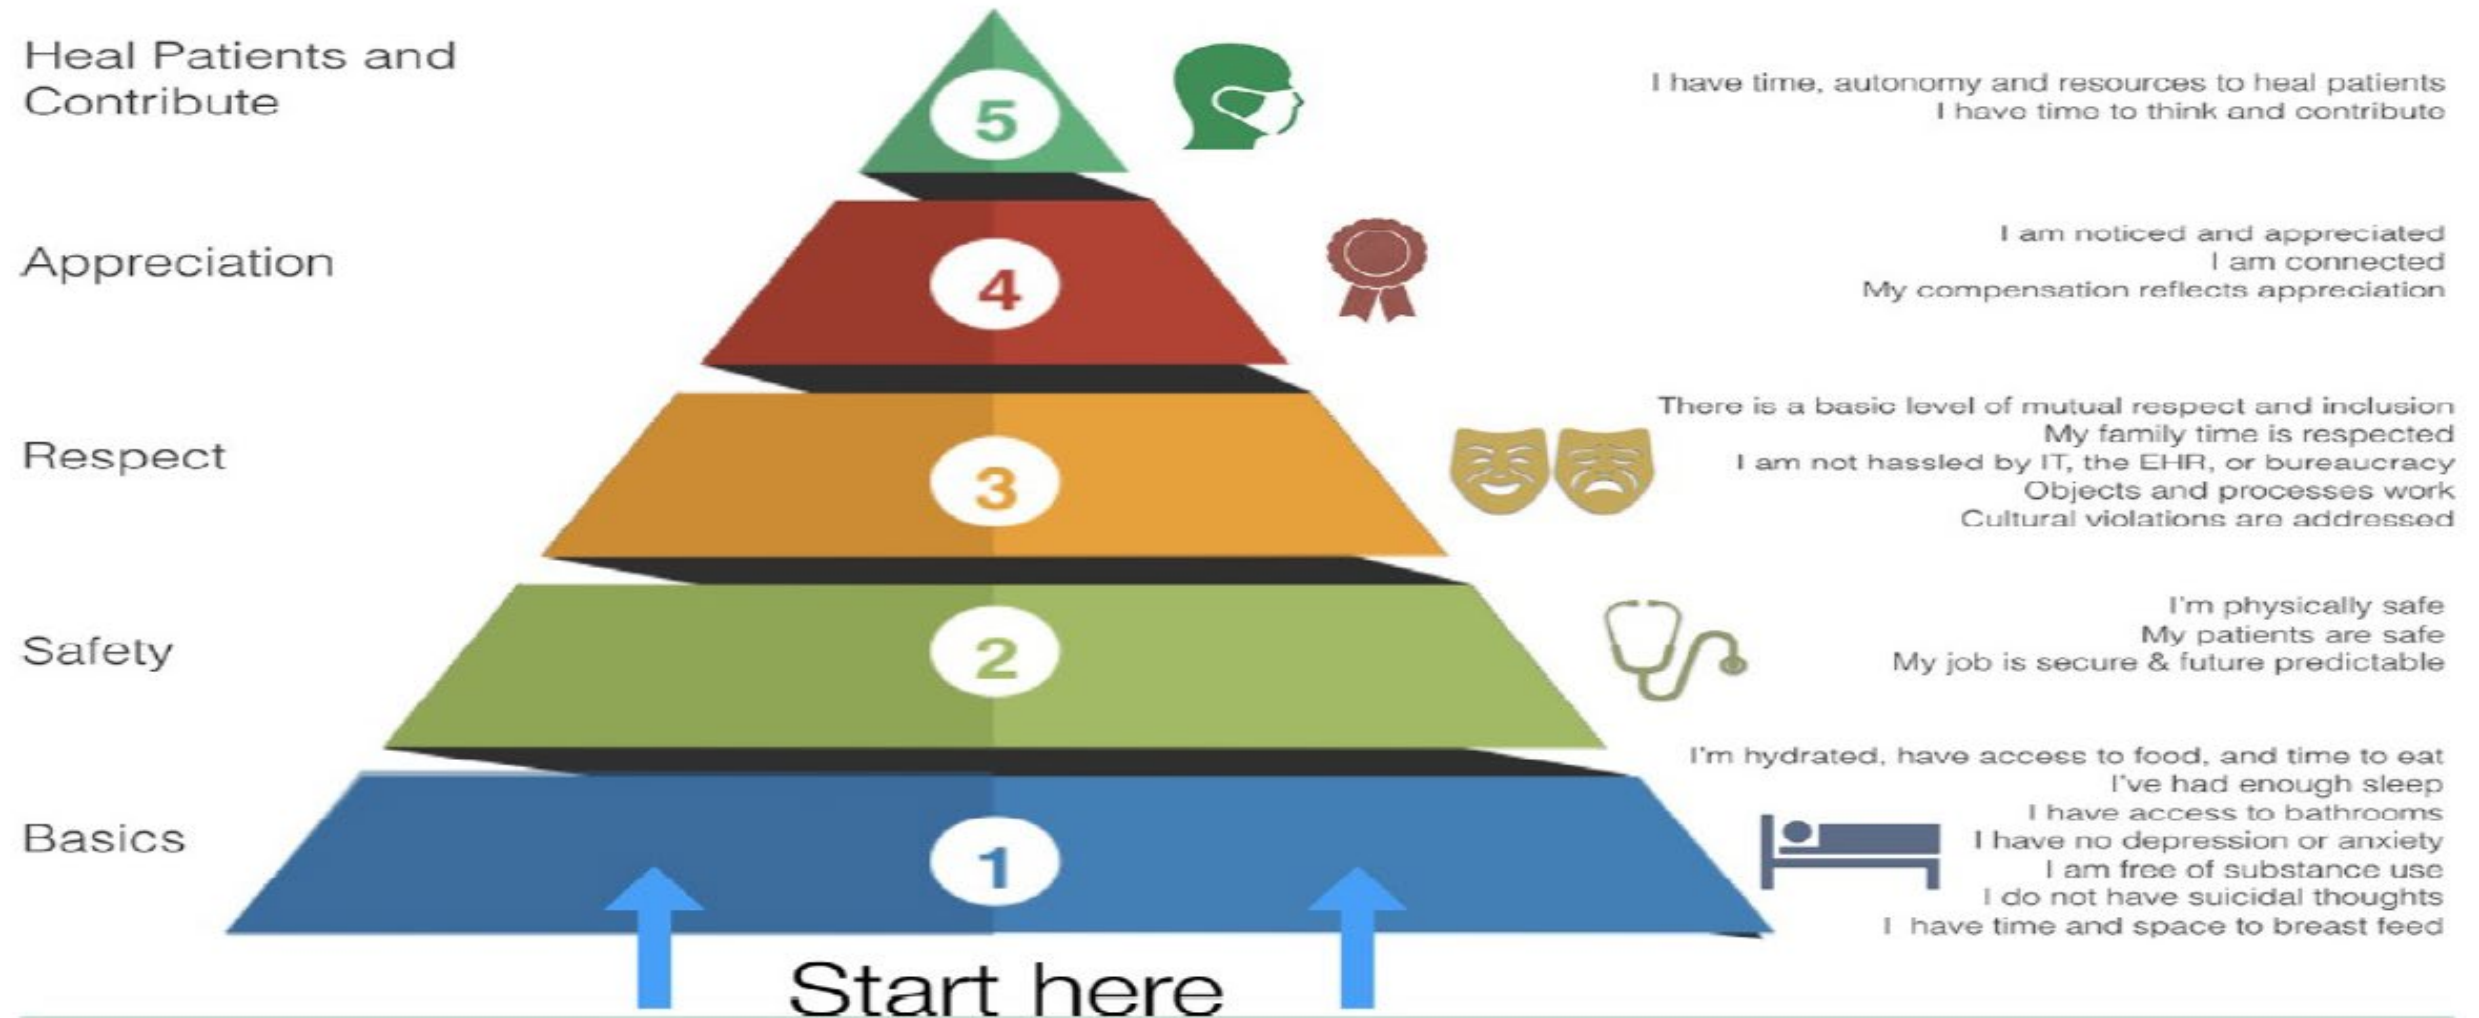 Heal Patients and
Contribute
5
I have time, autonomy and resources to heal patients
I have time to think and contribute
Appreciation
4
I am noticed and appreciated
I am connected
My compensation reflects appreciation
Respect
3
There is a basic level of mutual respect and inclusion
My family time is respected
I am not hassled by IT, the EHR, or bureaucracy
Objects and processes work
Cultural violations are addressed
Safety
2
I'm physically safe
My patients are safe
My job is secure & future predictable
Basics
1
I'm hydrated, have access to food, and time to eat
I've had enough sleep
I have access to bathrooms
I have no depression or anxiety
I am free of substance use
I do not have suicidal thoughts
I have time and space to breast feed
Start here